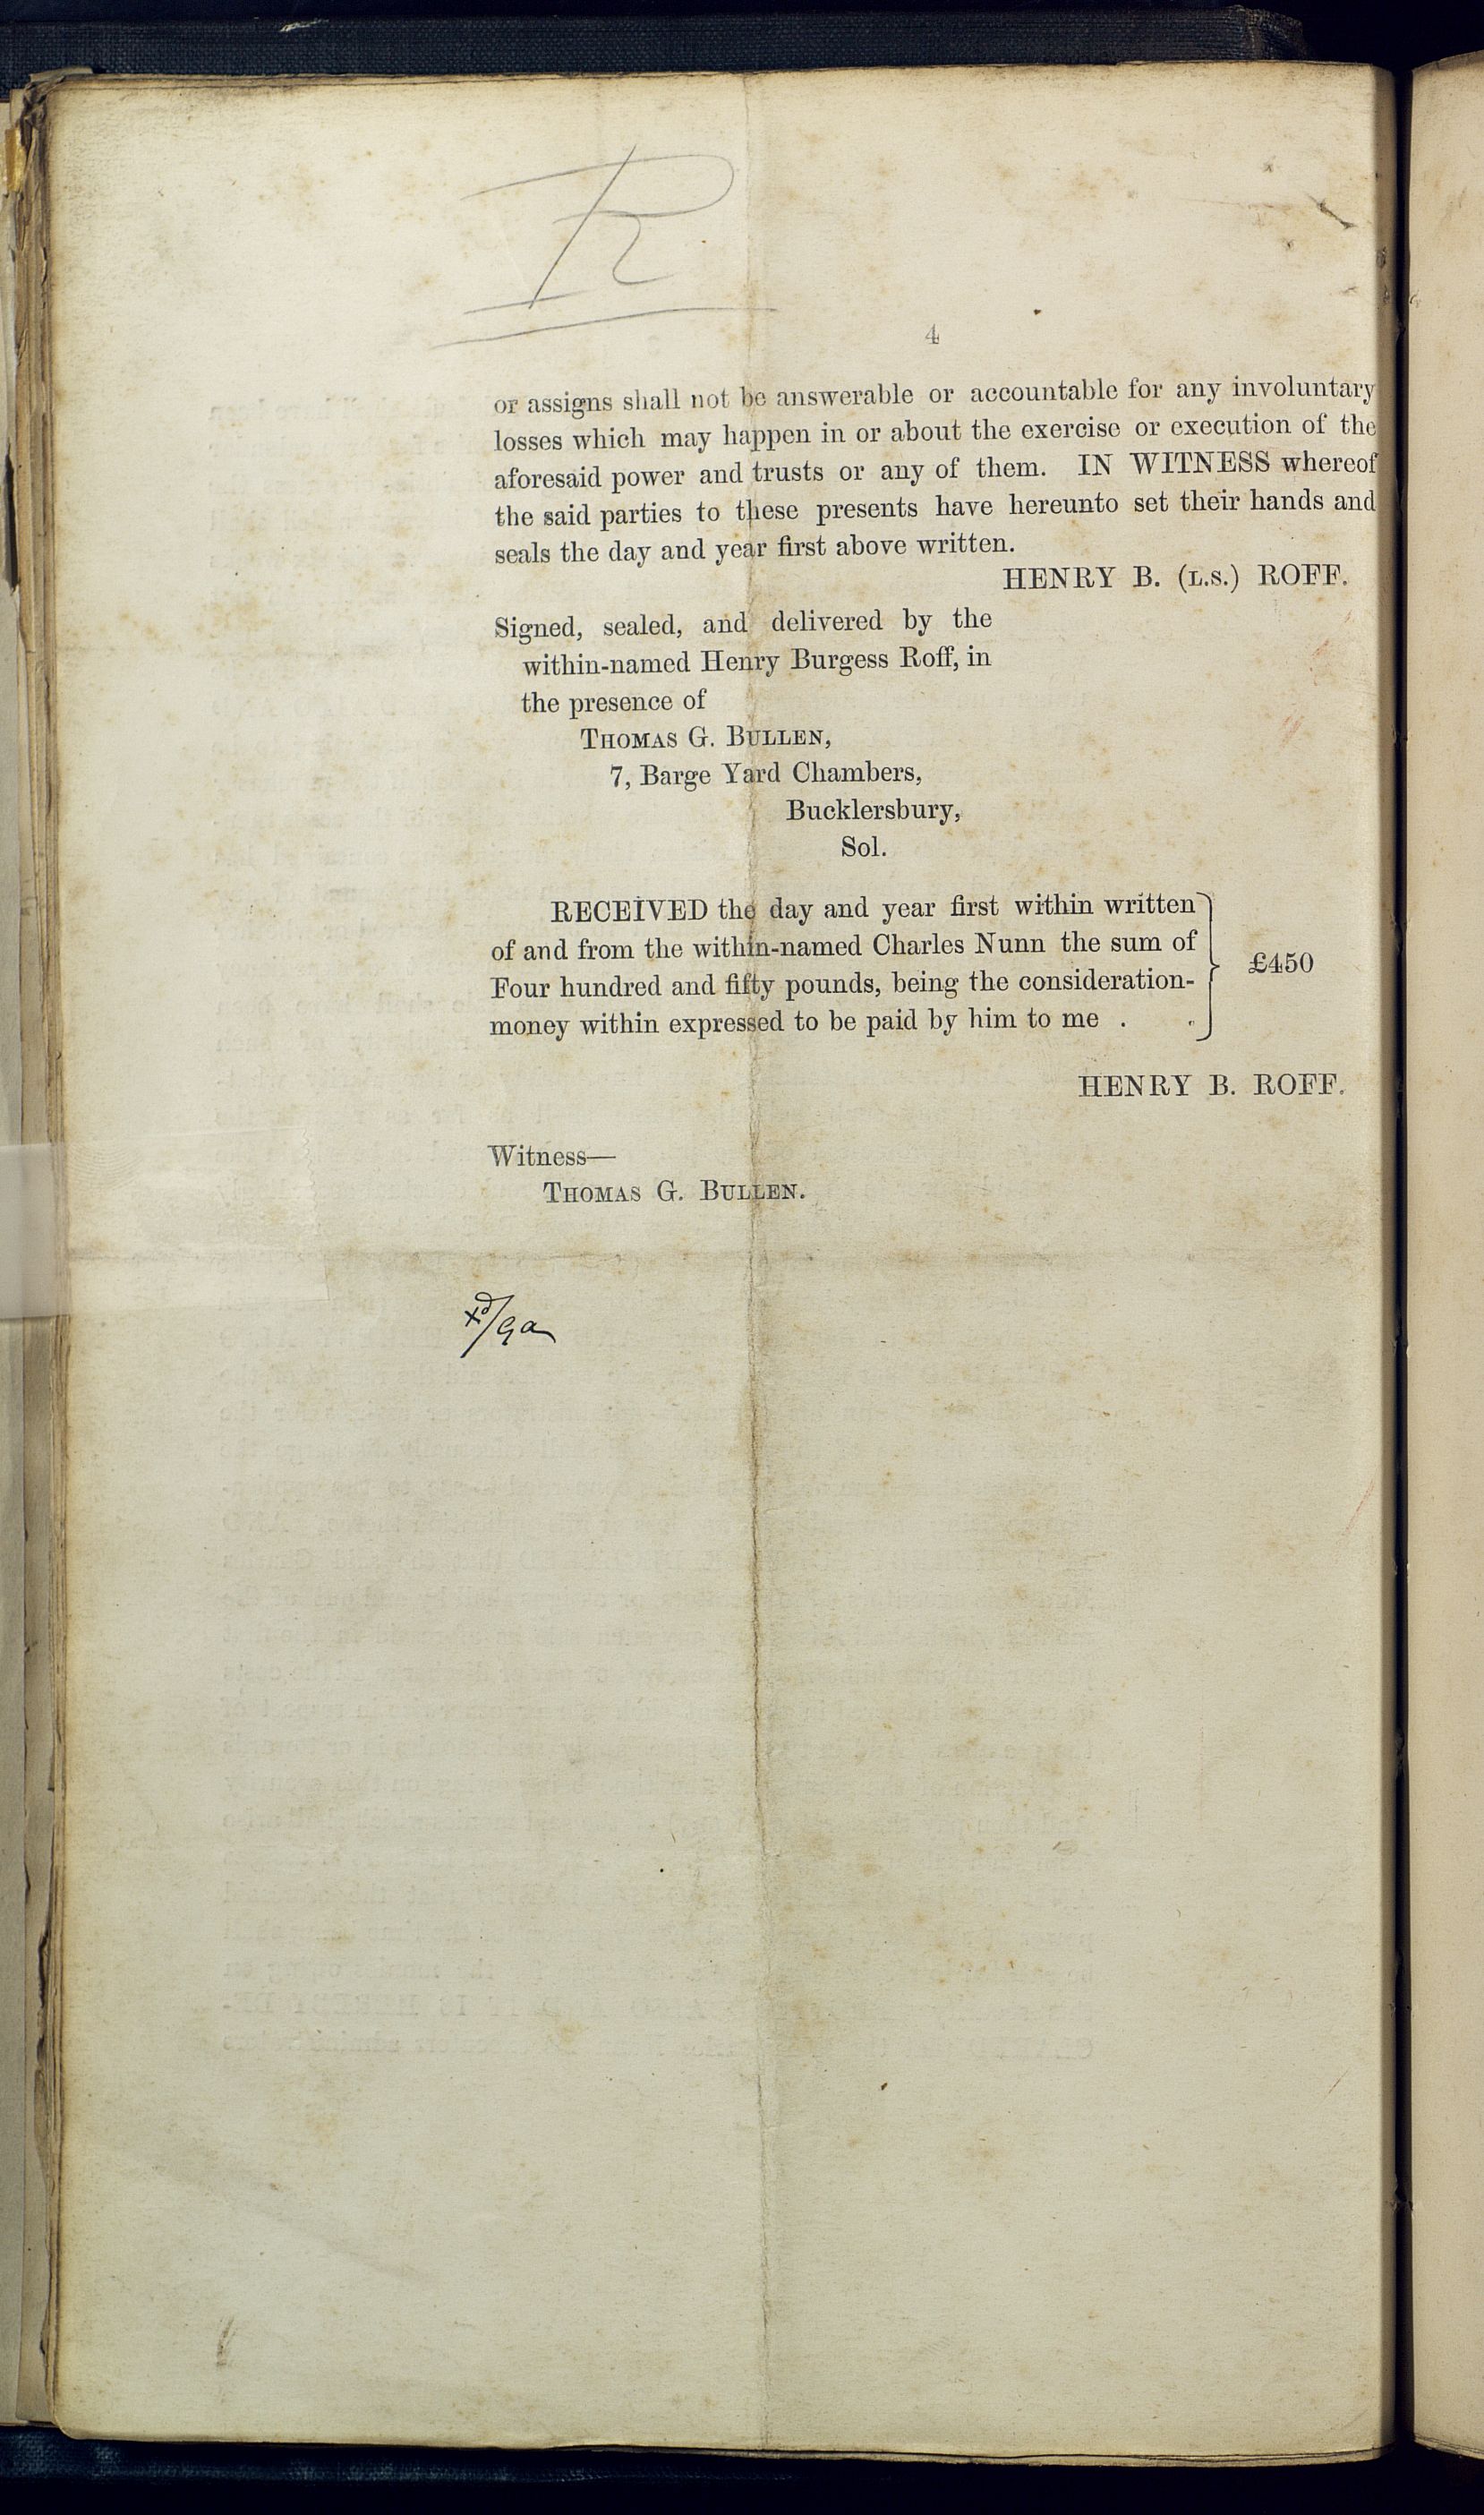 R
4
or assigns shall not be answerable or accountable for any involuntary
losses which may happen in or about the exercise or execution of the
aforesaid power and trusts or any of them. IN WITNESS whereof
the said parties to these presents have hereunto set their hands and
seals the day and year first above written.
HENRY B. (L.S.) ROFF.
Signed, sealed, and delivered by the
within-named Henry Burgess Roff, in
the presence of
THOMAS G. BULLEN,
7, Barge Yard Chambers,
Bucklersbury,
Sol.
RECEIVED the day and year first within written
of and from the within-named Charles Nunn the sum of
£450
Four hundred and fifty pounds, being the consideration-
money within expressed to be paid by him to me . .
HENRY B. ROFF.
Witness—
THOMAS G. BULLEN.